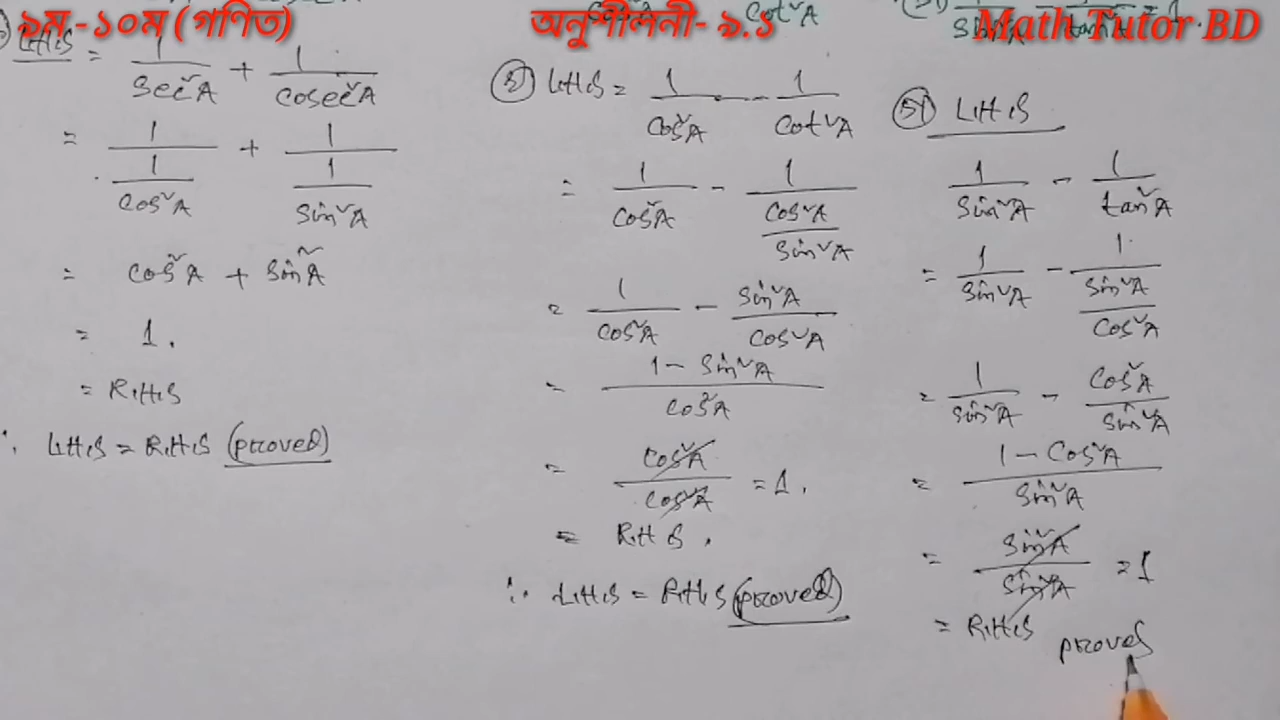 ৯ম-১০ম (গণিত) অনুশীলনী- ৯.১ Math Tutor BD
L.H.S = 1/sec²A + 1/cosec²A
= 1/(1/cos²A) + 1/(1/sin²A)
= cos²A + sin²A
= 1.
= R.H.S
∴ L.H.S = R.H.S (proved)
(২) L.H.S = 1/cos²A - 1/cot²A
= 1/cos²A - 1/(cos²A/sin²A)
= 1/cos²A - sin²A/cos²A
= (1 - sin²A)/cos²A
= cos²A/cos²A = 1.
= R.H.S.
∴ L.H.S = R.H.S (proved)
L.H.S
1/sin²A - 1/tan²A
= 1/sin²A - 1/(sin²A/cos²A)
= 1/sin²A - cos²A/sin²A
= (1 - cos²A)/sin²A
= sin²A/sin²A = 1
= R.H.S proved